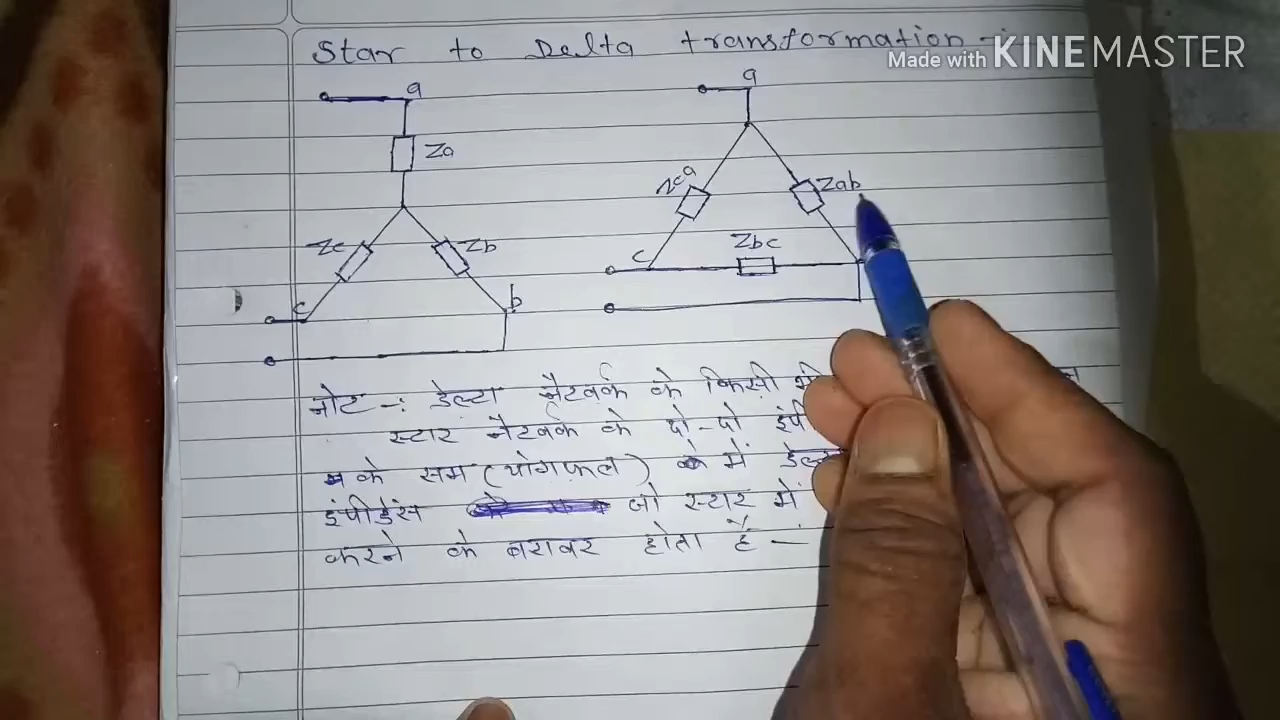 Star to Delta transformation -:
Made with KINEMASTER
a
Za
Zc
Zb
c
b
a
Zca
Zab
Zbc
c
नोट -: डेल्टा नैटवर्क के किसी
स्टार नैटवर्क के दो-दो
के सम (योगफल) में
इंपीडेंस जो स्टार में
करने के बराबर होता है -: